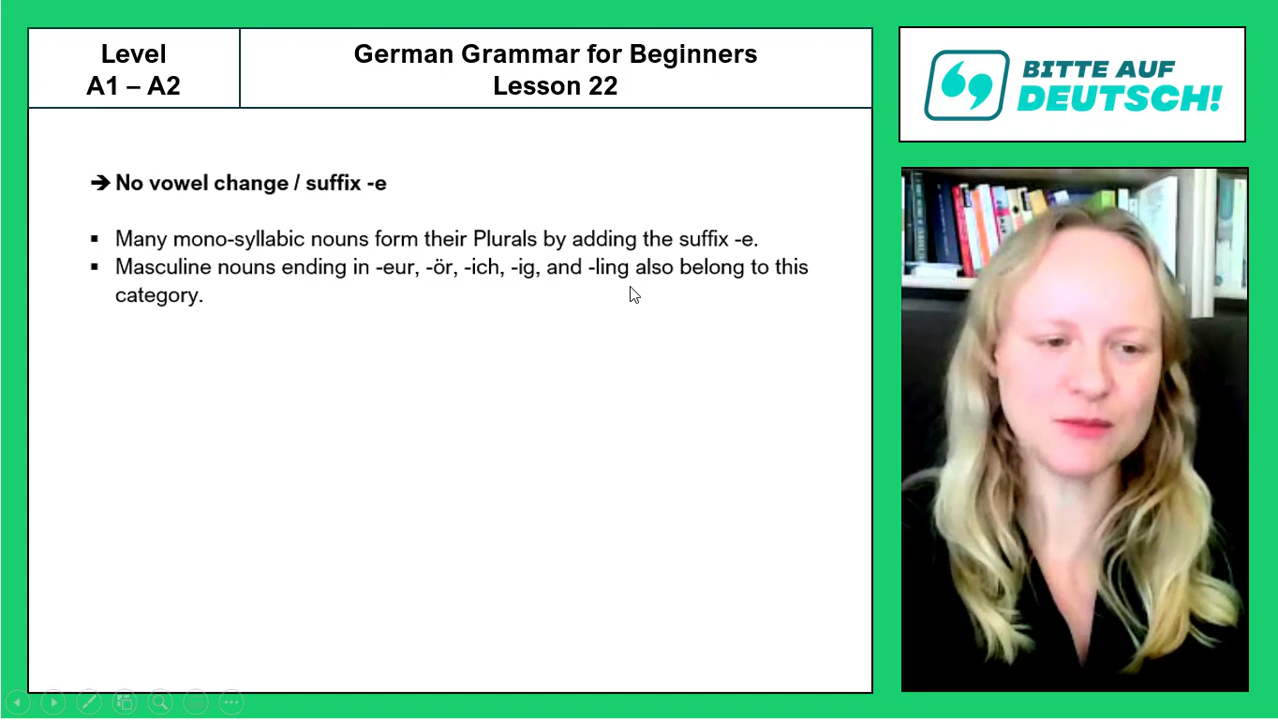 Level
A1 – A2
German Grammar for Beginners
Lesson 22
BITTE AUF
DEUTSCH!
➔ No vowel change / suffix -e
▪ Many mono-syllabic nouns form their Plurals by adding the suffix -e.
▪ Masculine nouns ending in -eur, -ör, -ich, -ig, and -ling also belong to this
category.